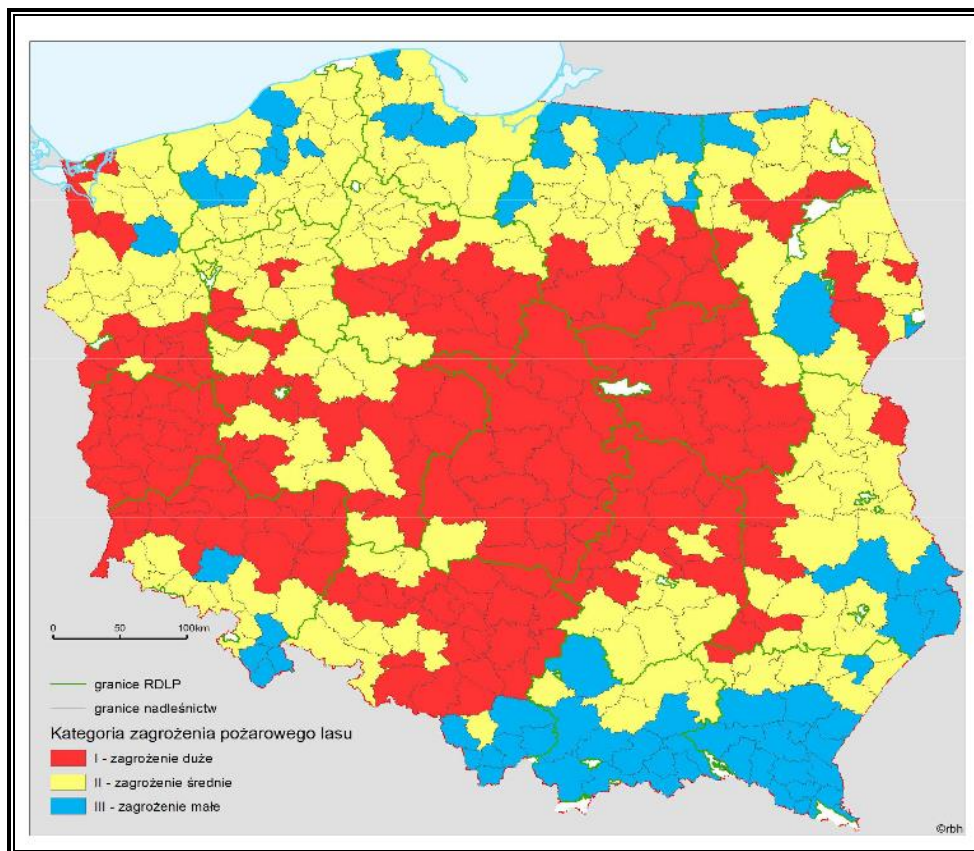 0 50 100km
granice RDLP
granice nadleśnictw
Kategoria zagrożenia pożarowego lasu
I - zagrożenie duże
II - zagrożenie średnie
III - zagrożenie małe
©rbh